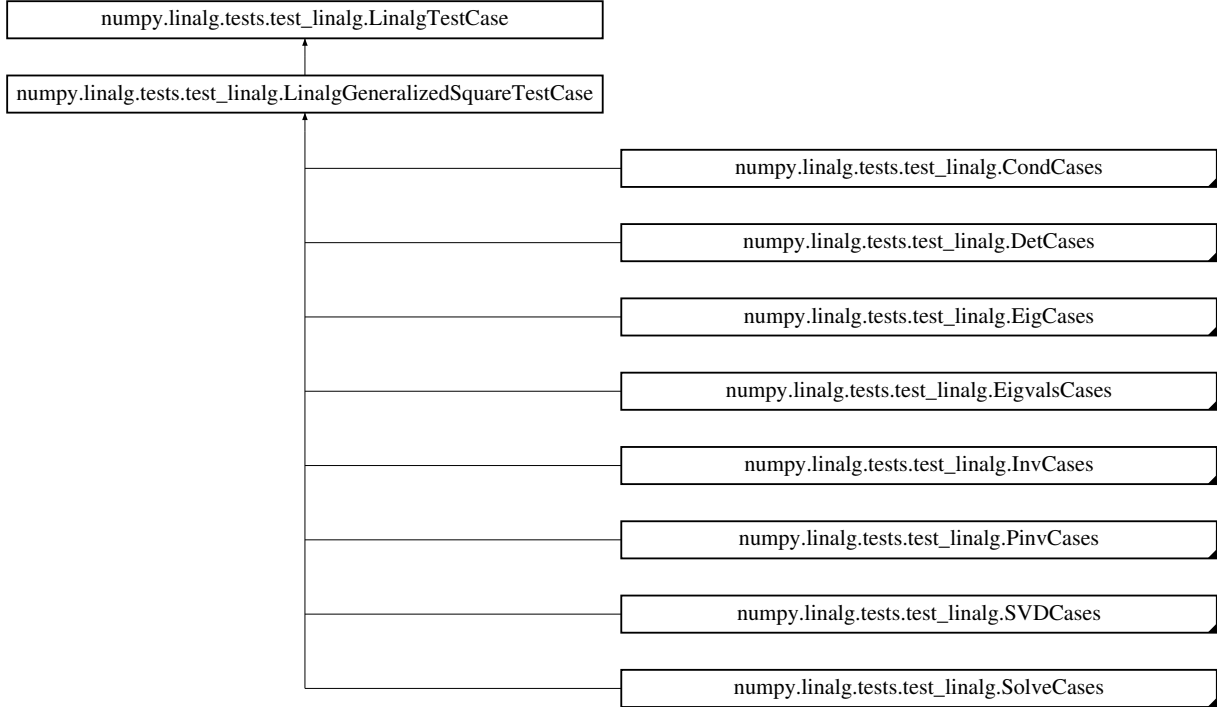 numpy.linalg.tests.test_linalg.LinalgTestCase
numpy.linalg.tests.test_linalg.LinalgGeneralizedSquareTestCase
numpy.linalg.tests.test_linalg.CondCases
numpy.linalg.tests.test_linalg.DetCases
numpy.linalg.tests.test_linalg.EigCases
numpy.linalg.tests.test_linalg.EigvalsCases
numpy.linalg.tests.test_linalg.InvCases
numpy.linalg.tests.test_linalg.PinvCases
numpy.linalg.tests.test_linalg.SVDCases
numpy.linalg.tests.test_linalg.SolveCases